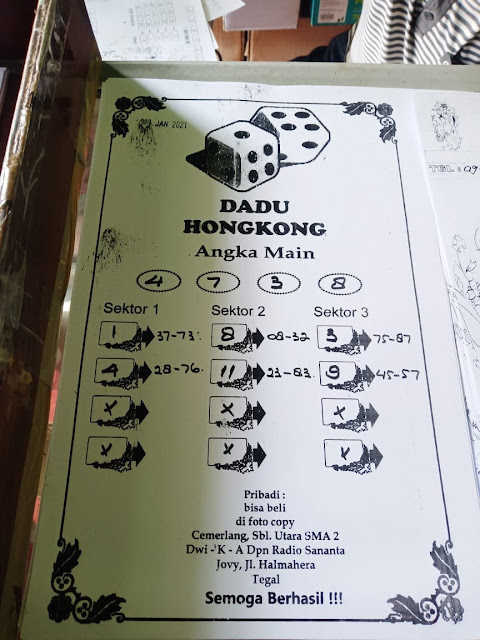 JAN 2021
DADU
HONGKONG
Angka Main
4 7 3 8
Sektor 1 Sektor 2 Sektor 3
1 37-73 8 08-32 3 75-87
4 28-76 11 23-83 9 45-57
x x x
x x x
Pribadi :
bisa beli
di foto copy
Cemerlang, Sbl. Utara SMA 2
Dwi - K - A Dpn Radio Sananta
Jovy, Jl. Halmahera
Tegal
Semoga Berhasil !!!
TGL : 09